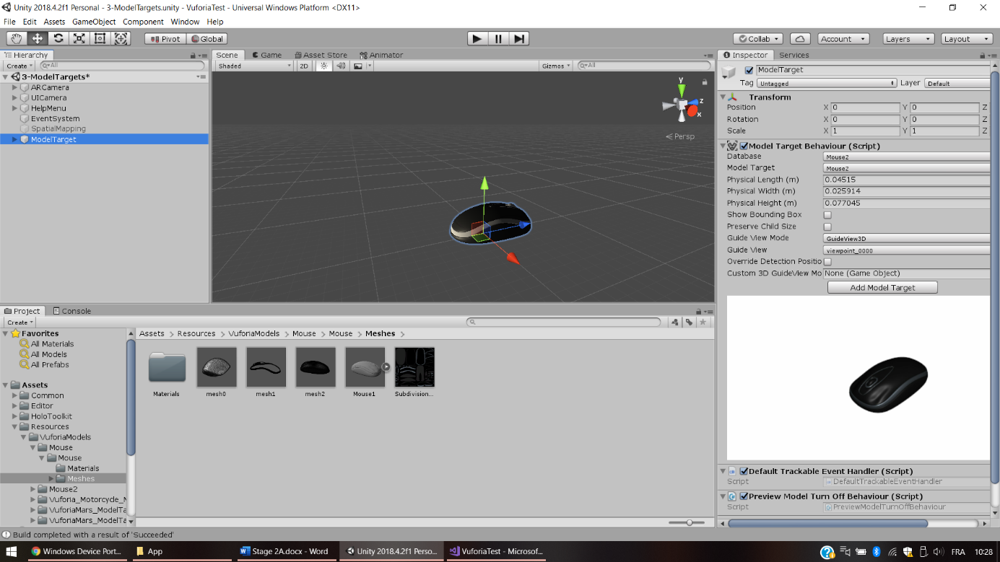 Unity 2018.4.2f1 Personal - 3-ModelTargets.unity - VuforiaTest - Universal Windows Platform <DX11>
File Edit Assets GameObject Component Window Help
Pivot Global Collab Account Layers Layout
Hierarchy
Create All
3-ModelTargets*
ARCamera
UICamera
HelpMenu
EventSystem
SpatialMapping
ModelTarget
Scene Game Asset Store Animator
Shaded 2D Gizmos All
y
z
x
Persp
Inspector Services
ModelTarget
Tag Untagged Layer Default
Transform
Position X 0 Y 0 Z
Rotation X 0 Y 0 Z
Scale X 1 Y 1 Z
Model Target Behaviour (Script)
Database Mouse2
Model Target Mouse2
Physical Length (m) 0.04515
Physical Width (m) 0.025914
Physical Height (m) 0.077045
Show Bounding Box
Preserve Child Size
Guide View Mode GuideView3D
Guide View viewpoint_0000
Override Detection Positio
Custom 3D GuideView Mo None (Game Object)
Add Model Target
Default Trackable Event Handler (Script)
Script DefaultTrackableEventHandler
Preview Model Turn Off Behaviour (Script)
Script PreviewModelTurnOffBehaviour
Project Console
Create
Favorites
All Materials
All Models
All Prefabs
Assets
Common
Editor
HoloToolkit
Resources
VuforiaModels
Mouse
Mouse
Materials
Meshes
Mouse2
Vuforia_Motorcycle_M
VuforiaMars_ModelTa
VuforiaMars_ModelTa
Assets > Resources > VuforiaModels > Mouse > Mouse > Meshes >
Materials mesh0 mesh1 mesh2 Mouse1 Subdivision...
Build completed with a result of 'Succeeded'
Windows Device Port... App Stage 2A.docx - Word Unity 2018.4.2f1 Perso... VuforiaTest - Microsof... FRA 10:28